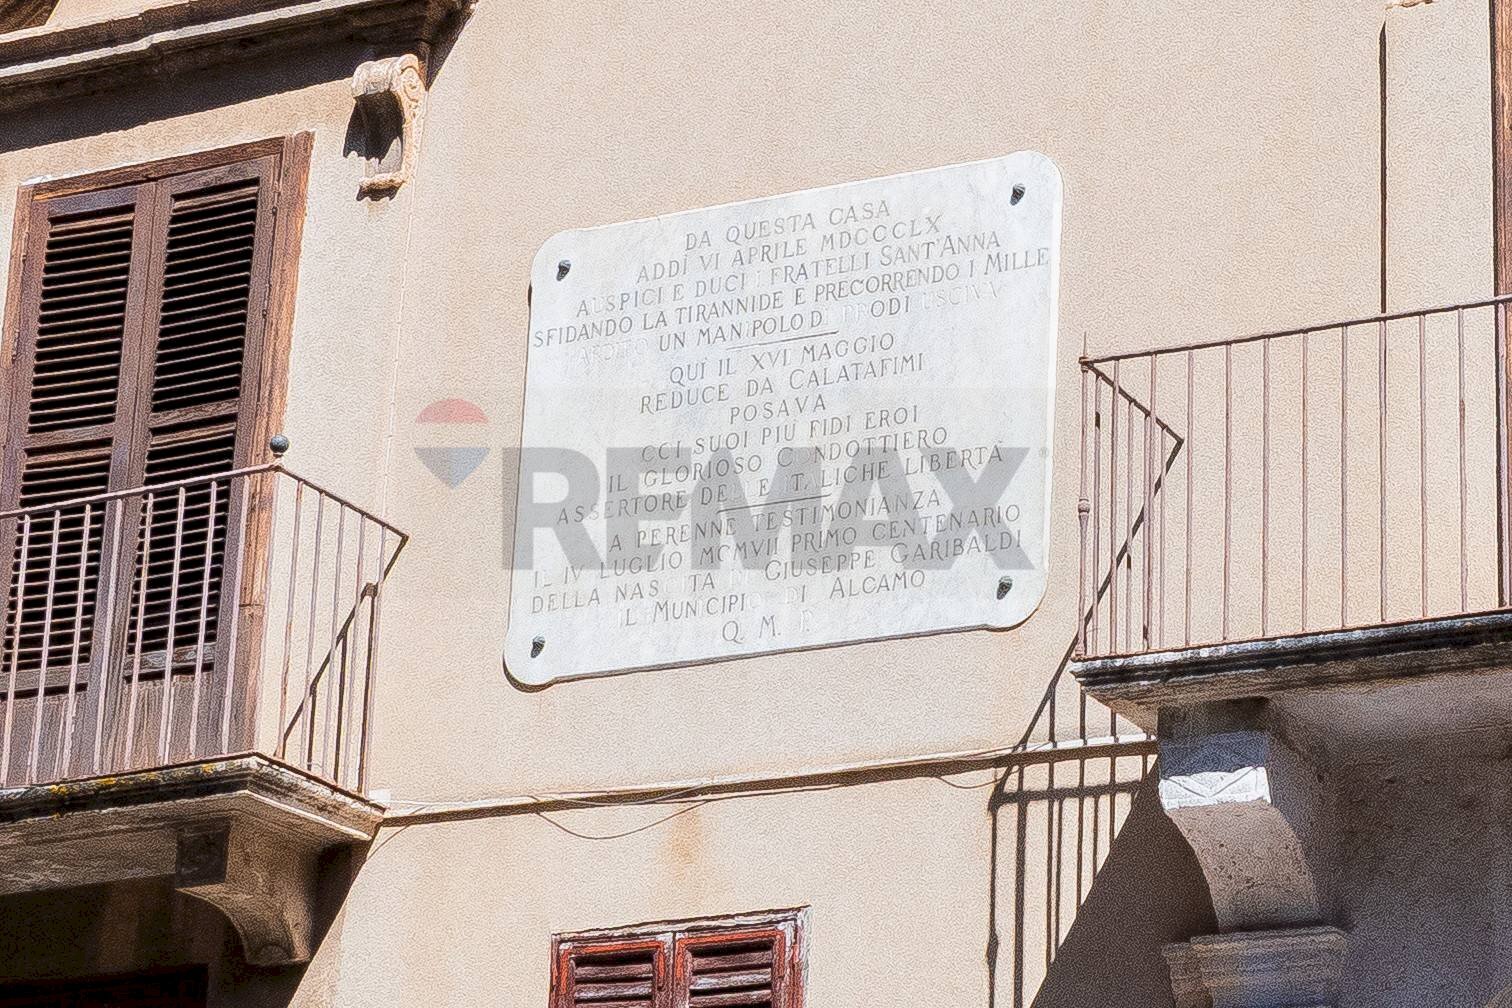 DA QUESTA CASA
ADDÌ VI APRILE MDCCCLX
AUSPICI E DUCI I FRATELLI SANT'ANNA
SFIDANDO LA TIRANNIDE E PRECORRENDO I MILLE
ARDITO UN MANIPOLO DI PRODI USCIVA
QUI IL XVI MAGGIO
REDUCE DA CALATAFIMI
POSAVA
CCI SUOI PIÙ FIDI EROI
IL GLORIOSO CONDOTTIERO
ASSERTORE DELLE ITALICHE LIBERTÀ
A PERENNE TESTIMONIANZA
IL IV LUGLIO MCMVII PRIMO CENTENARIO
DELLA NASCITA DI GIUSEPPE GARIBALDI
IL MUNICIPIO DI ALCAMO
Q. M. P.
REMAX